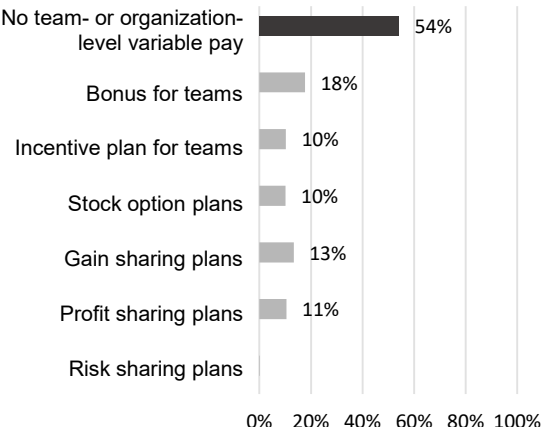 No team- or organization-
level variable pay
54%
Bonus for teams
18%
Incentive plan for teams
10%
Stock option plans
10%
Gain sharing plans
13%
Profit sharing plans
11%
Risk sharing plans
0% 20% 40% 60% 80% 100%